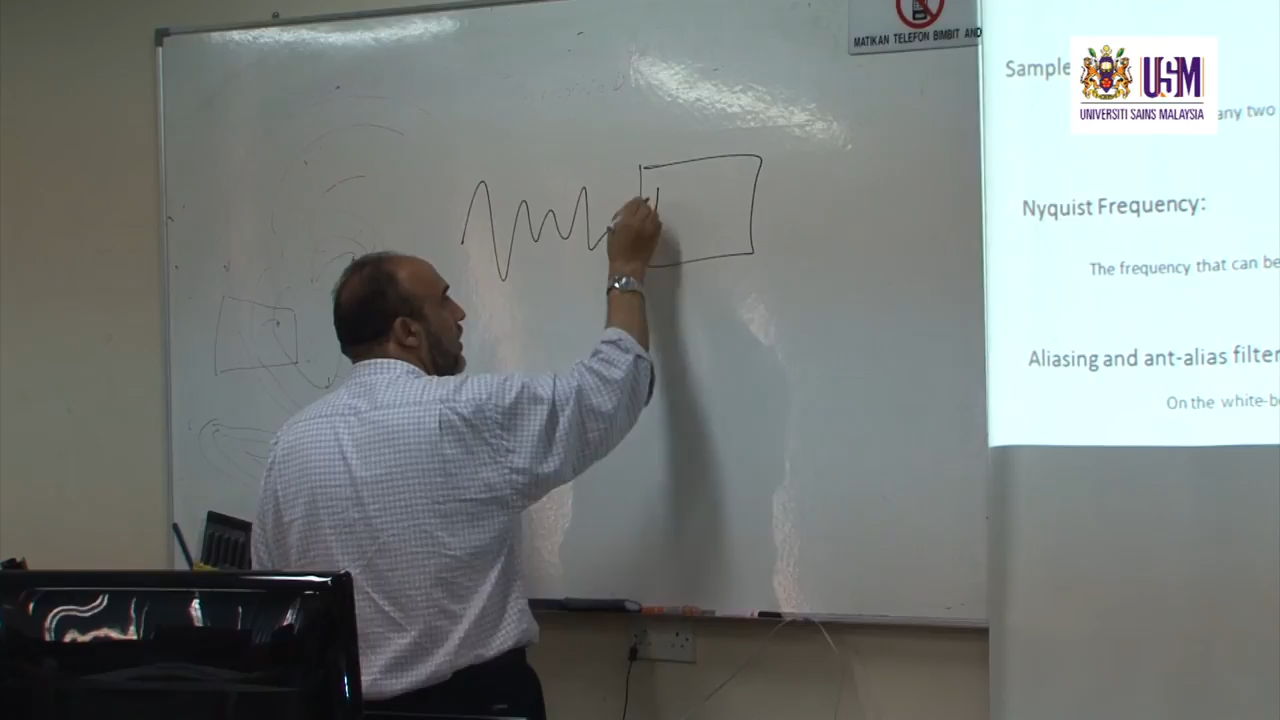 MATIKAN TELEFON BIMBIT AND
Sample
any two
USM
UNIVERSITI SAINS MALAYSIA
Nyquist Frequency:
The frequency that can be
Aliasing and ant-alias filter
On the white-b